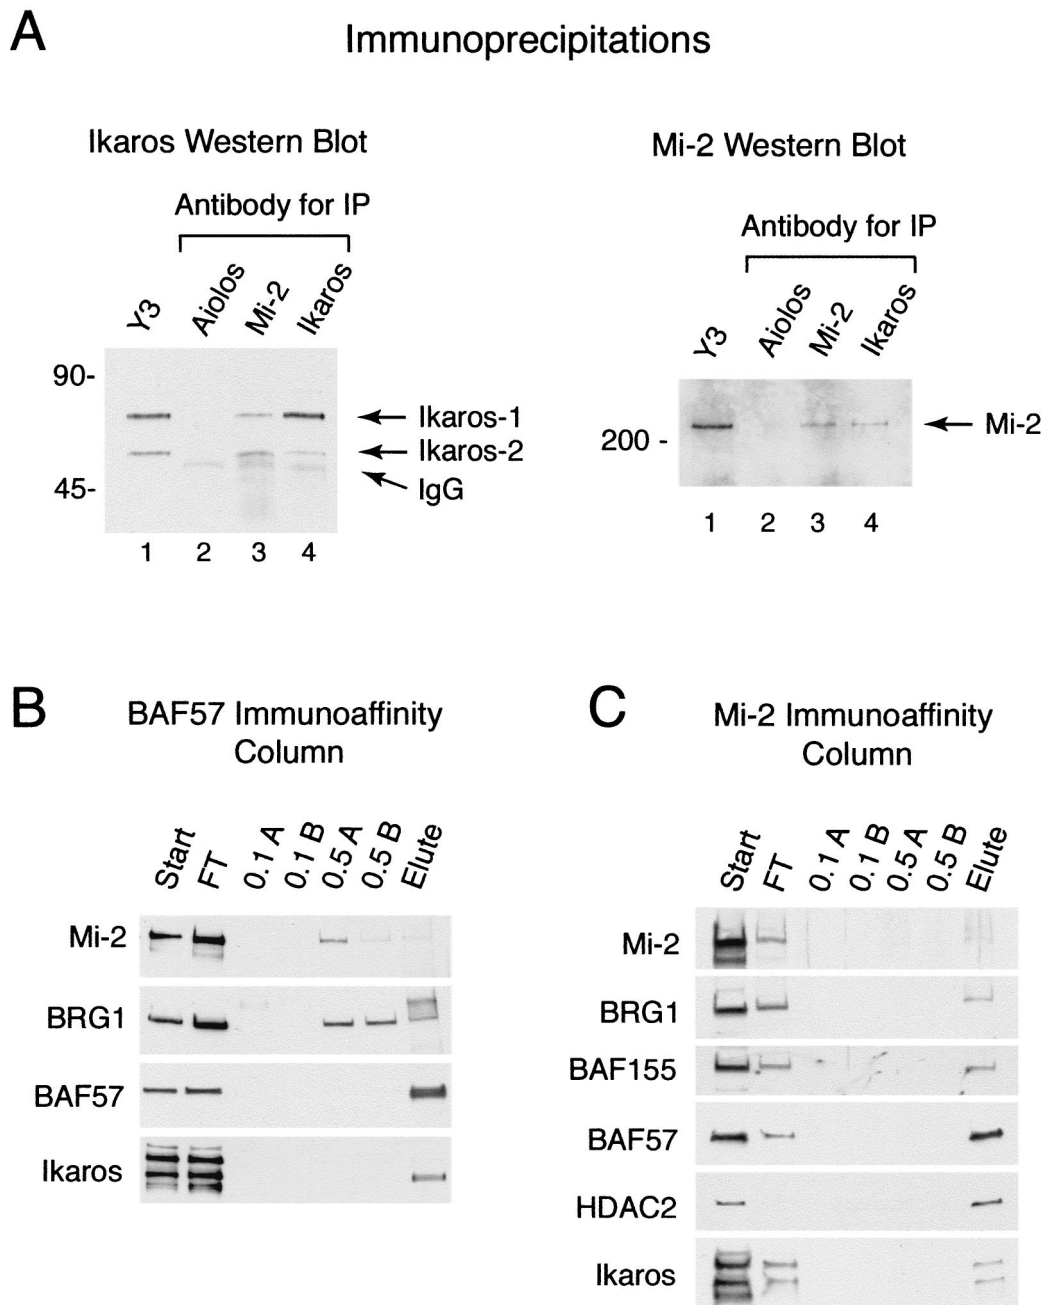 A
Immunoprecipitations
Ikaros Western Blot
Antibody for IP
Y3 Aiolos Mi-2 Ikaros
90-
45-
Ikaros-1
Ikaros-2
IgG
1 2 3 4
Mi-2 Western Blot
Antibody for IP
Y3 Aiolos Mi-2 Ikaros
200 -
Mi-2
1 2 3 4
B
BAF57 Immunoaffinity
Column
Start FT 0.1 A 0.1 B 0.5 A 0.5 B Elute
Mi-2
BRG1
BAF57
Ikaros
C
Mi-2 Immunoaffinity
Column
Start FT 0.1 A 0.1 B 0.5 A 0.5 B Elute
Mi-2
BRG1
BAF155
BAF57
HDAC2
Ikaros